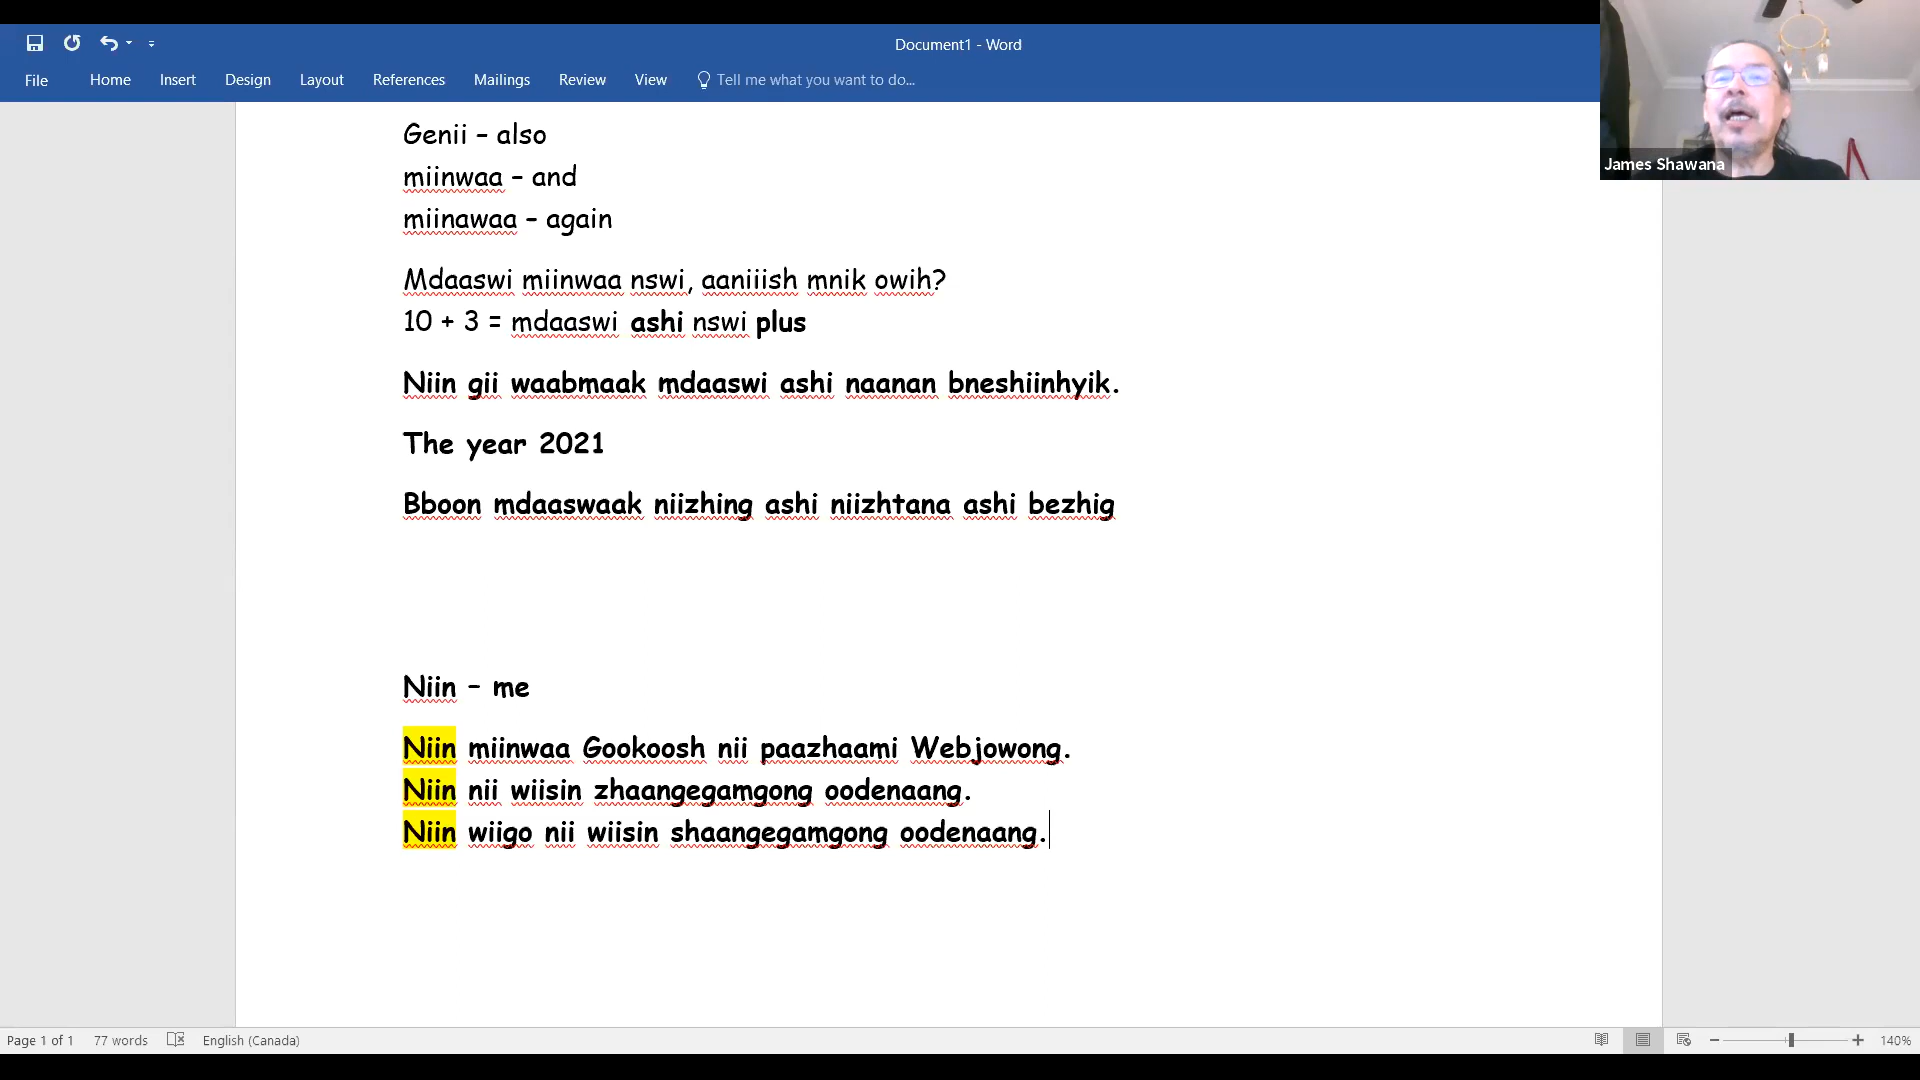 Document1 - Word
File Home Insert Design Layout References Mailings Review View Tell me what you want to do...
James Shawana
Genii – also
miinwaa – and
miinawaa – again
Mdaaswi miinwaa nswi, aaniiish mnik owih?
10 + 3 = mdaaswi ashi nswi plus
Niin gii waabmaak mdaaswi ashi naanan bneshiinhyik.
The year 2021
Bboon mdaaswaak niizhing ashi niizhtana ashi bezhig
Niin – me
Niin miinwaa Gookoosh nii paazhaami Webjowong.
Niin nii wiisin zhaangegamgong oodenaang.
Niin wiigo nii wiisin shaangegamgong oodenaang.
Page 1 of 1 77 words English (Canada) 140%